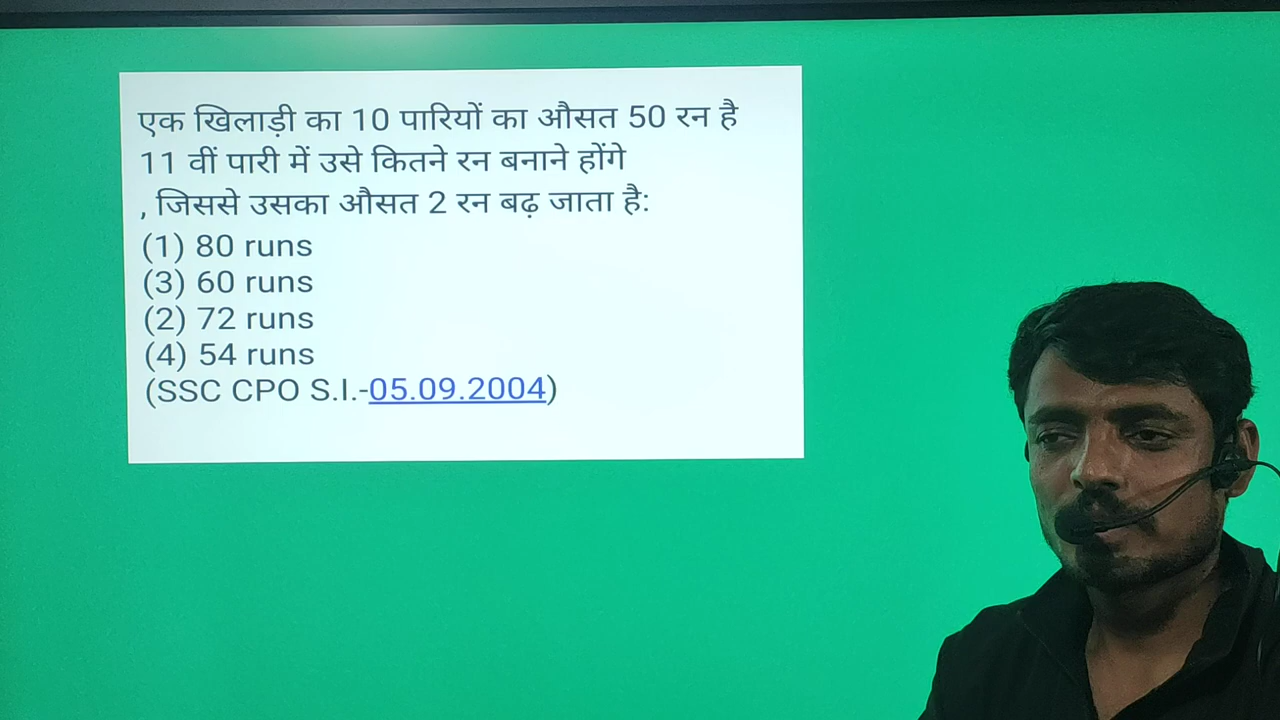 एक खिलाड़ी का 10 पारियों का औसत 50 रन है
11 वीं पारी में उसे कितने रन बनाने होंगे
, जिससे उसका औसत 2 रन बढ़ जाता है:
(1) 80 runs
(3) 60 runs
(2) 72 runs
(4) 54 runs
(SSC CPO S.I.-05.09.2004)